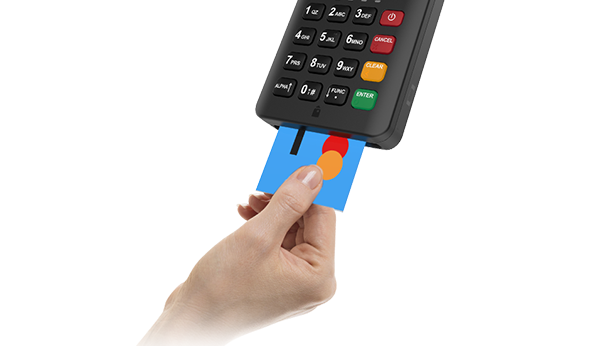 1 QZ 2 ABC 3 DEF
4 GHI 5 JKL 6 MNO CANCEL
7 PRS 8 TUV 9 WXY CLEAR
ALPHA↑ 0 :# ↓FUNC ENTER